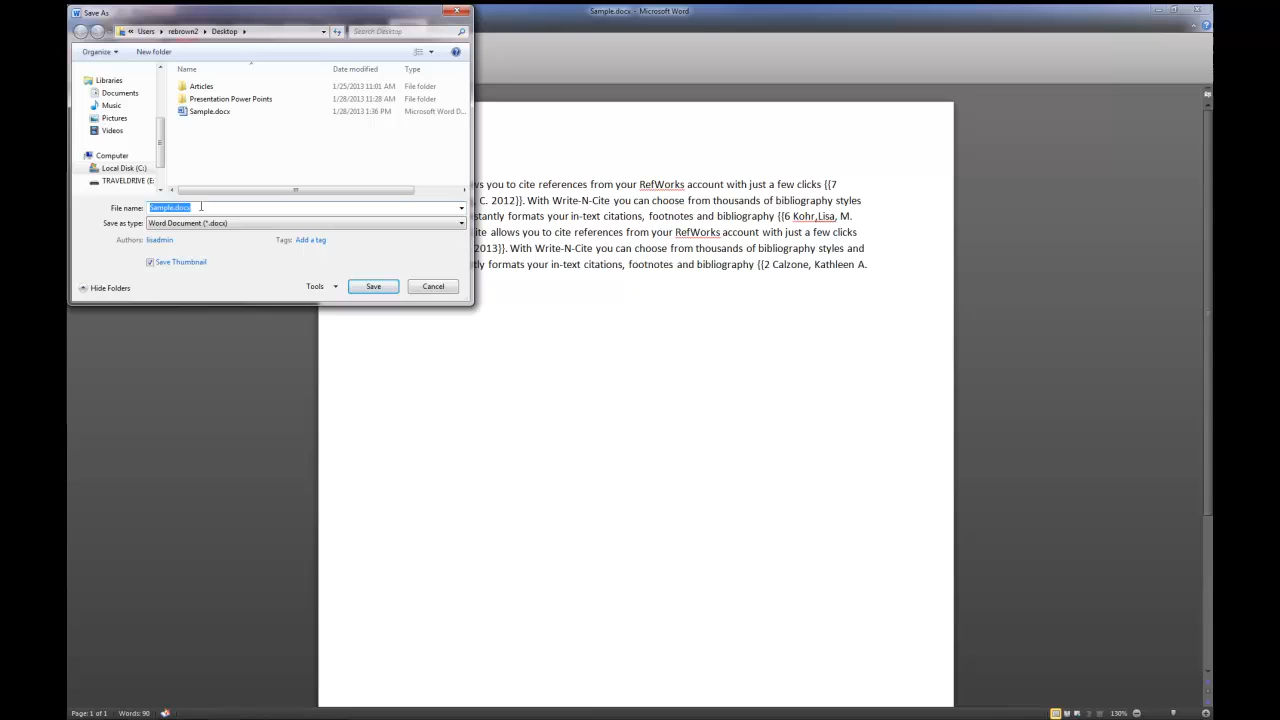 Save As
Sample.docx - Microsoft Word
« Users ▸ rebrown2 ▸ Desktop ▸
Search Desktop
Organize
New folder
Name
Date modified
Type
Libraries
Documents
Music
Pictures
Videos
Computer
Local Disk (C:)
TRAVELDRIVE (E:
Articles
1/25/2013 11:01 AM
File folder
Presentation Power Points
1/28/2013 11:28 AM
File folder
Sample.docx
1/28/2013 1:36 PM
Microsoft Word D...
File name: Sample.docx
Save as type: Word Document (*.docx)
Authors: lisadmin
Tags: Add a tag
Save Thumbnail
Hide Folders
Tools
Save
Cancel
ws you to cite references from your RefWorks account with just a few clicks {{7
, C. 2012}}. With Write-N-Cite you can choose from thousands of bibliography styles
stantly formats your in-text citations, footnotes and bibliography {{6 Kohr,Lisa, M.
ite allows you to cite references from your RefWorks account with just a few clicks
2013}}. With Write-N-Cite you can choose from thousands of bibliography styles and
tly formats your in-text citations, footnotes and bibliography {{2 Calzone, Kathleen A.
Page: 1 of 1
Words: 90
130%